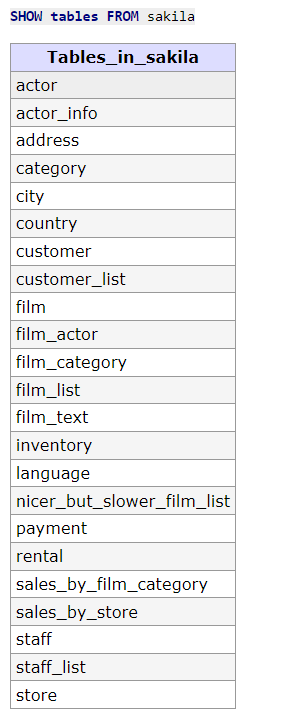 SHOW tables FROM sakila
Tables_in_sakila
actor
actor_info
address
category
city
country
customer
customer_list
film
film_actor
film_category
film_list
film_text
inventory
language
nicer_but_slower_film_list
payment
rental
sales_by_film_category
sales_by_store
staff
staff_list
store